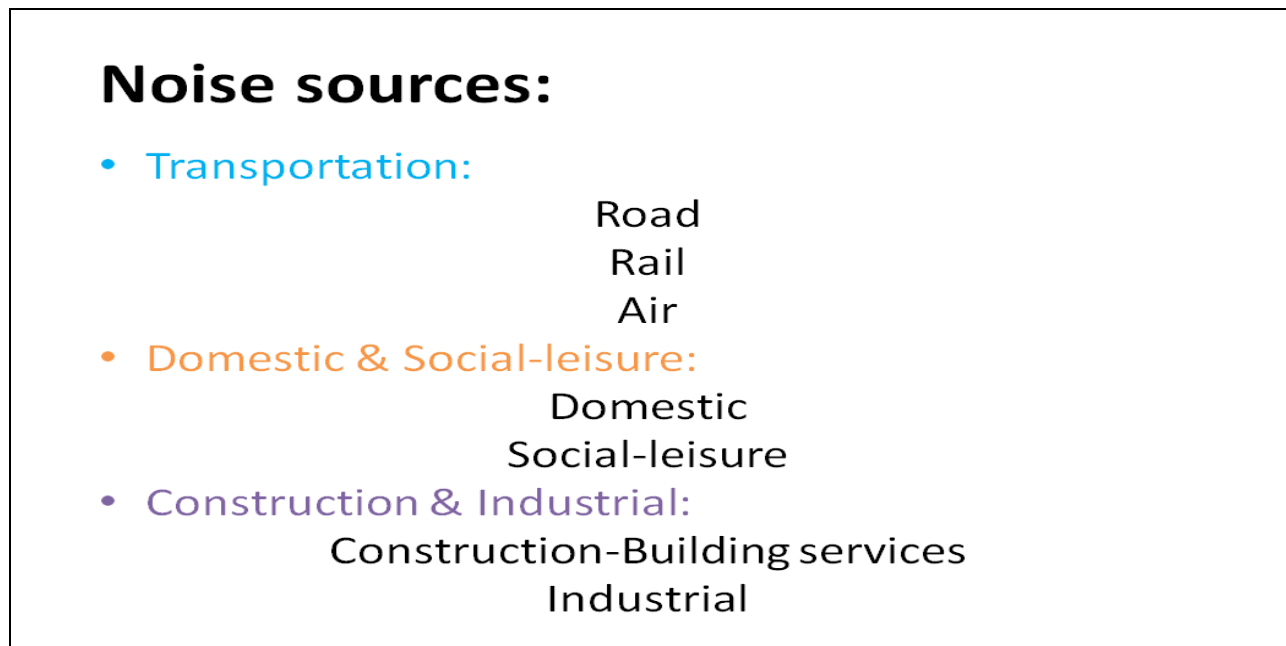 Noise sources:
• Transportation:
Road
Rail
Air
• Domestic & Social-leisure:
Domestic
Social-leisure
• Construction & Industrial:
Construction-Building services
Industrial